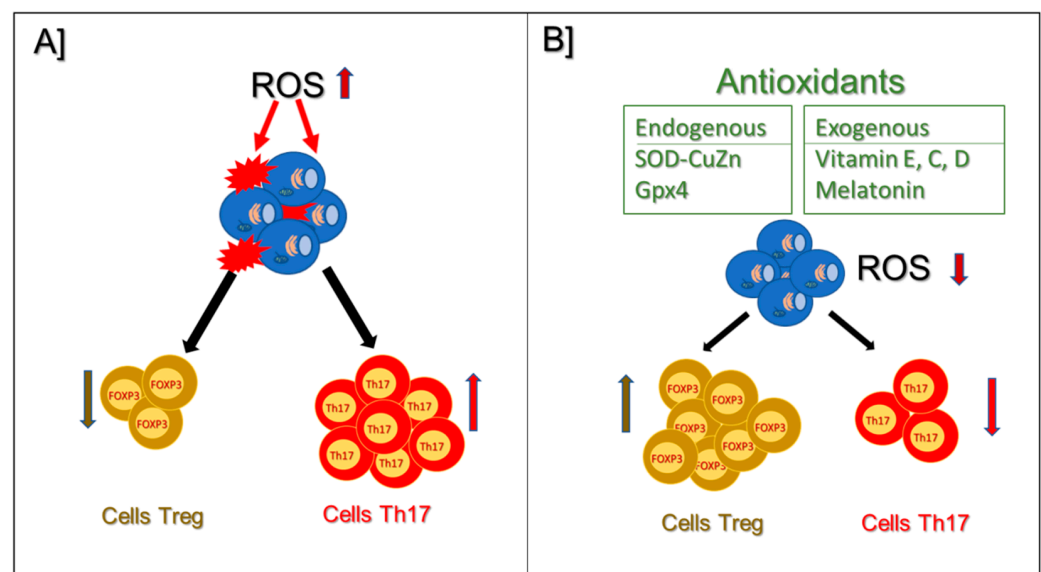 A]
ROS
FOXP3
FOXP3
FOXP3
Th17
Th17
Th17
Th17
Th17
Th17
Th17
Cells Treg
Cells Th17
B]
Antioxidants
Endogenous
SOD-CuZn
Gpx4
Exogenous
Vitamin E, C, D
Melatonin
ROS
FOXP3
FOXP3
FOXP3
FOXP3
FOXP3
FOXP3
FOXP3
Th17
Th17
Th17
Cells Treg
Cells Th17